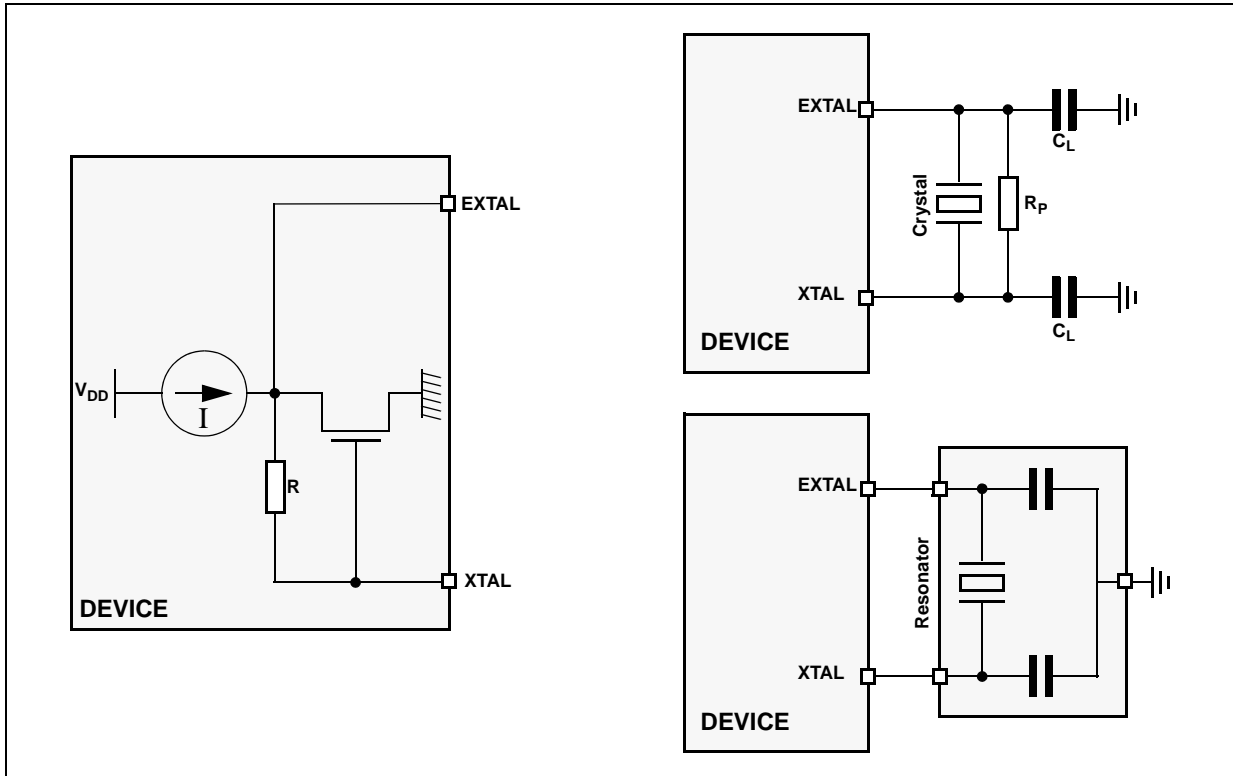 EXTAL
V_DD
I
R
XTAL
DEVICE
EXTAL
C_L
Crystal
R_P
XTAL
C_L
DEVICE
EXTAL
Resonator
XTAL
DEVICE